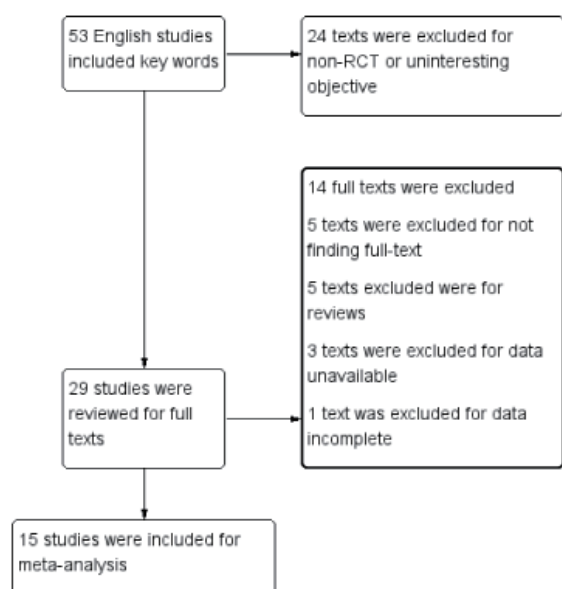 53 English studies
included key words
24 texts were excluded for
non-RCT or uninteresting
objective
14 full texts were excluded
5 texts were excluded for not
finding full-text
5 texts excluded were for
reviews
3 texts were excluded for data
unavailable
1 text was excluded for data
incomplete
29 studies were
reviewed for full
texts
15 studies were included for
meta-analysis